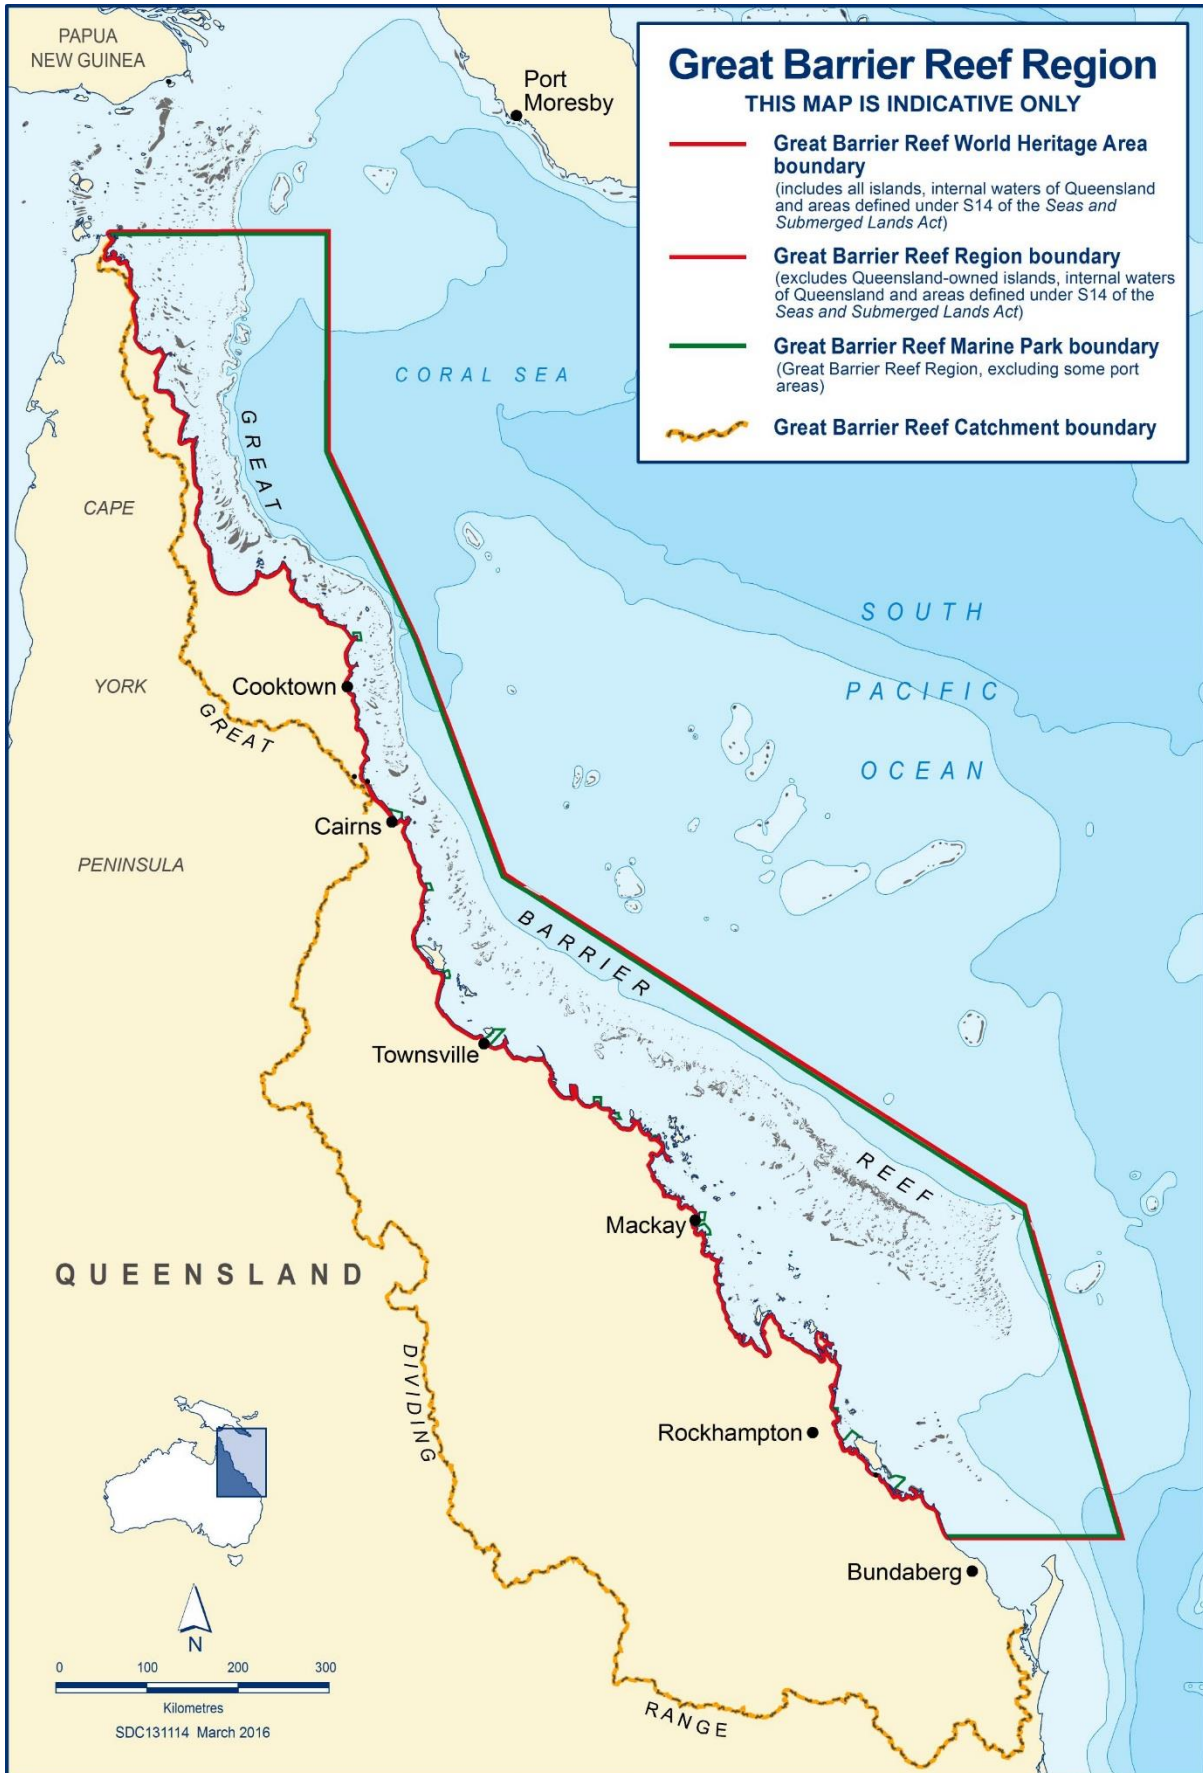 PAPUA
NEW GUINEA
Port
Moresby
Great Barrier Reef Region
THIS MAP IS INDICATIVE ONLY
Great Barrier Reef World Heritage Area
boundary
(includes all islands, internal waters of Queensland
and areas defined under S14 of the Seas and
Submerged Lands Act)
Great Barrier Reef Region boundary
(excludes Queensland-owned islands, internal waters
of Queensland and areas defined under S14 of the
Seas and Submerged Lands Act)
Great Barrier Reef Marine Park boundary
(Great Barrier Reef Region, excluding some port
areas)
Great Barrier Reef Catchment boundary
CORAL SEA
GREAT
CAPE
SOUTH
PACIFIC
OCEAN
YORK
Cooktown
GREAT
Cairns
PENINSULA
BARRIER
Townsville
REEF
Mackay
QUEENSLAND
DIVIDING
Rockhampton
Bundaberg
N
0 100 200 300
Kilometres
SDC131114 March 2016
RANGE